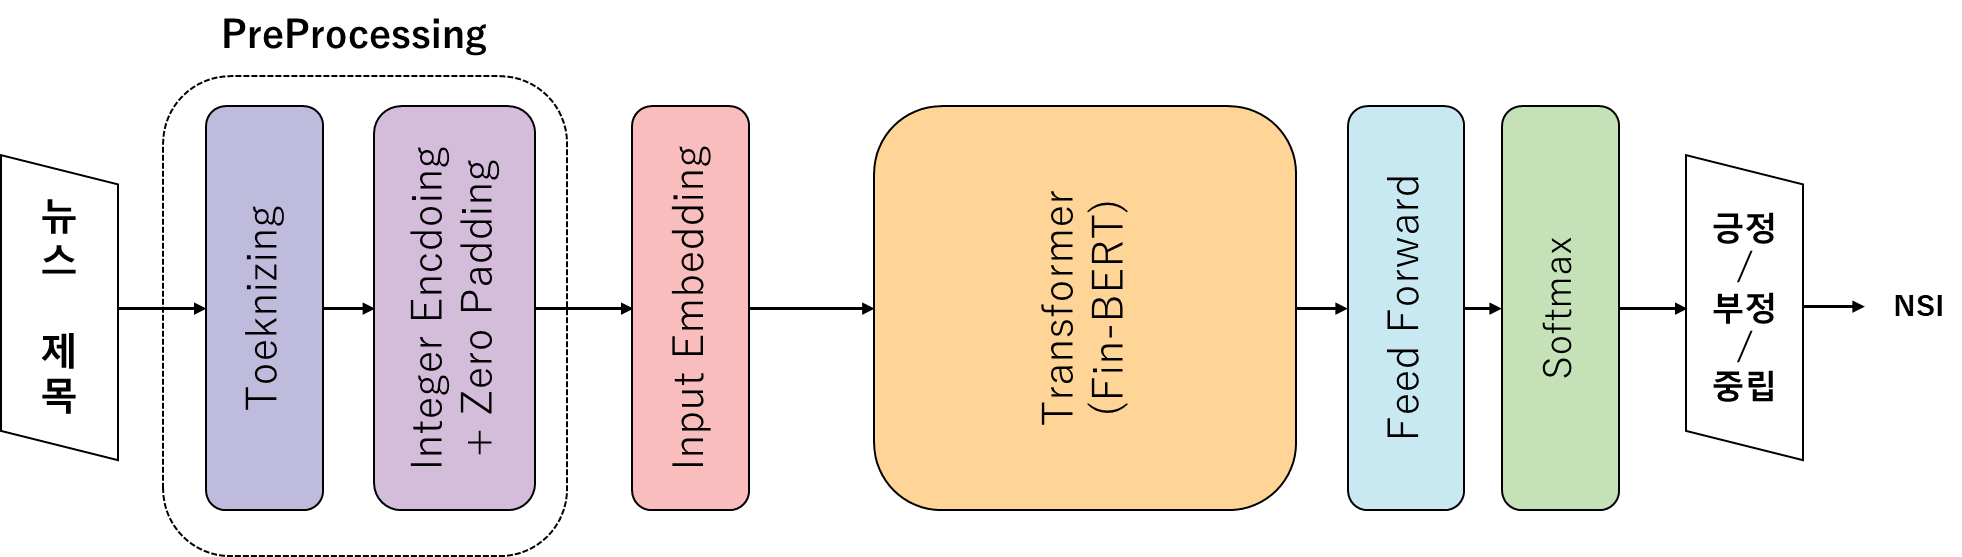 PreProcessing
뉴스 제목
Toeknizing
Integer Encdoing
+ Zero Padding
Input Embedding
Transformer
(Fin-BERT)
Feed Forward
Softmax
긍정
/
부정
/
중립
NSI